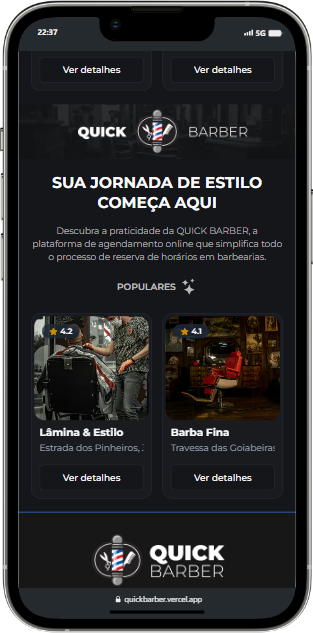 22:37
5G
Ver detalhes Ver detalhes
QUICK BARBER
SUA JORNADA DE ESTILO
COMEÇA AQUI
Descubra a praticidade da QUICK BARBER, a
plataforma de agendamento online que simplifica todo
o processo de reserva de horários em barbearias.
POPULARES
4.2 4.1
Lâmina & Estilo Barba Fina
Estrada dos Pinheiros, Travessa das Goiabeiras
Ver detalhes Ver detalhes
QUICK
BARBER
quickbarber.vercel.app